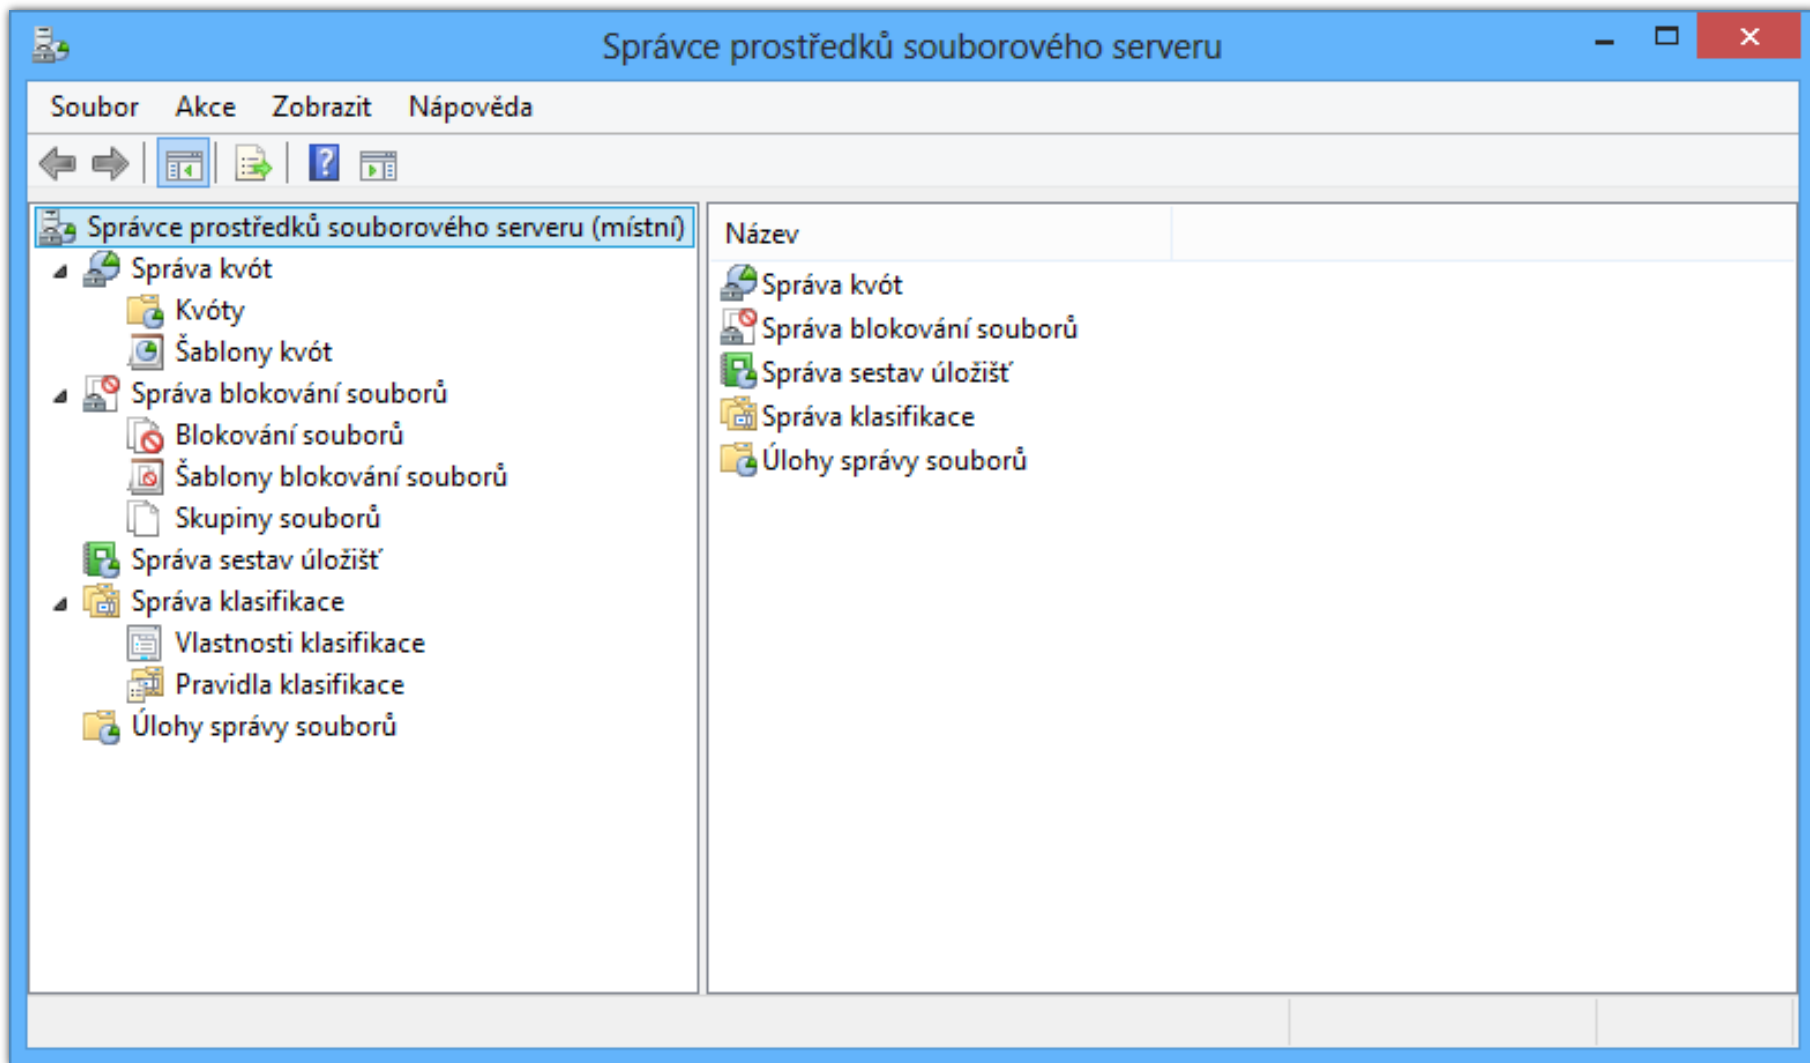 Správce prostředků souborového serveru
Soubor Akce Zobrazit Nápověda
Správce prostředků souborového serveru (místní)
Správa kvót
Kvóty
Šablony kvót
Správa blokování souborů
Blokování souborů
Šablony blokování souborů
Skupiny souborů
Správa sestav úložišť
Správa klasifikace
Vlastnosti klasifikace
Pravidla klasifikace
Úlohy správy souborů
Název
Správa kvót
Správa blokování souborů
Správa sestav úložišť
Správa klasifikace
Úlohy správy souborů